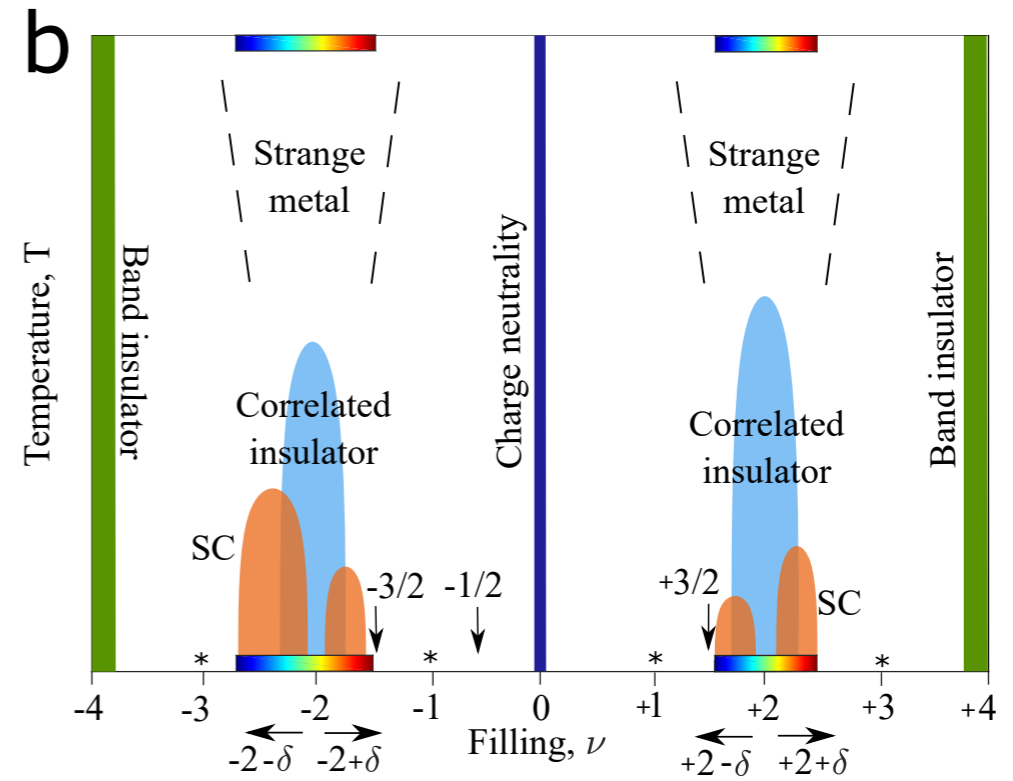 b
Strange
metal
Strange
metal
Temperature, T
Band insulator
Charge neutrality
Band insulator
Correlated
insulator
Correlated
insulator
SC
SC
-3/2
-1/2
+3/2
*
*
*
*
-4
-3
-2
-1
0
+1
+2
+3
+4
-2-δ
-2+δ
Filling, ν
+2-δ
+2+δ